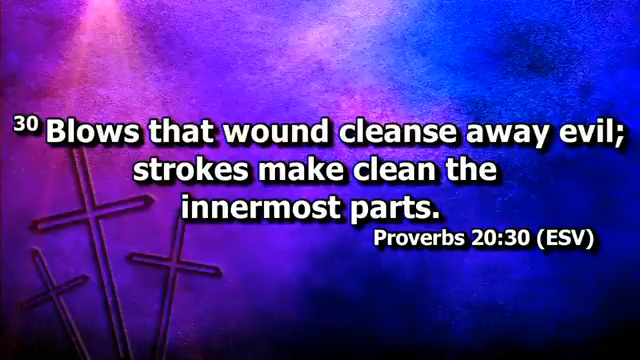 30 Blows that wound cleanse away evil;
strokes make clean the
innermost parts.
Proverbs 20:30 (ESV)